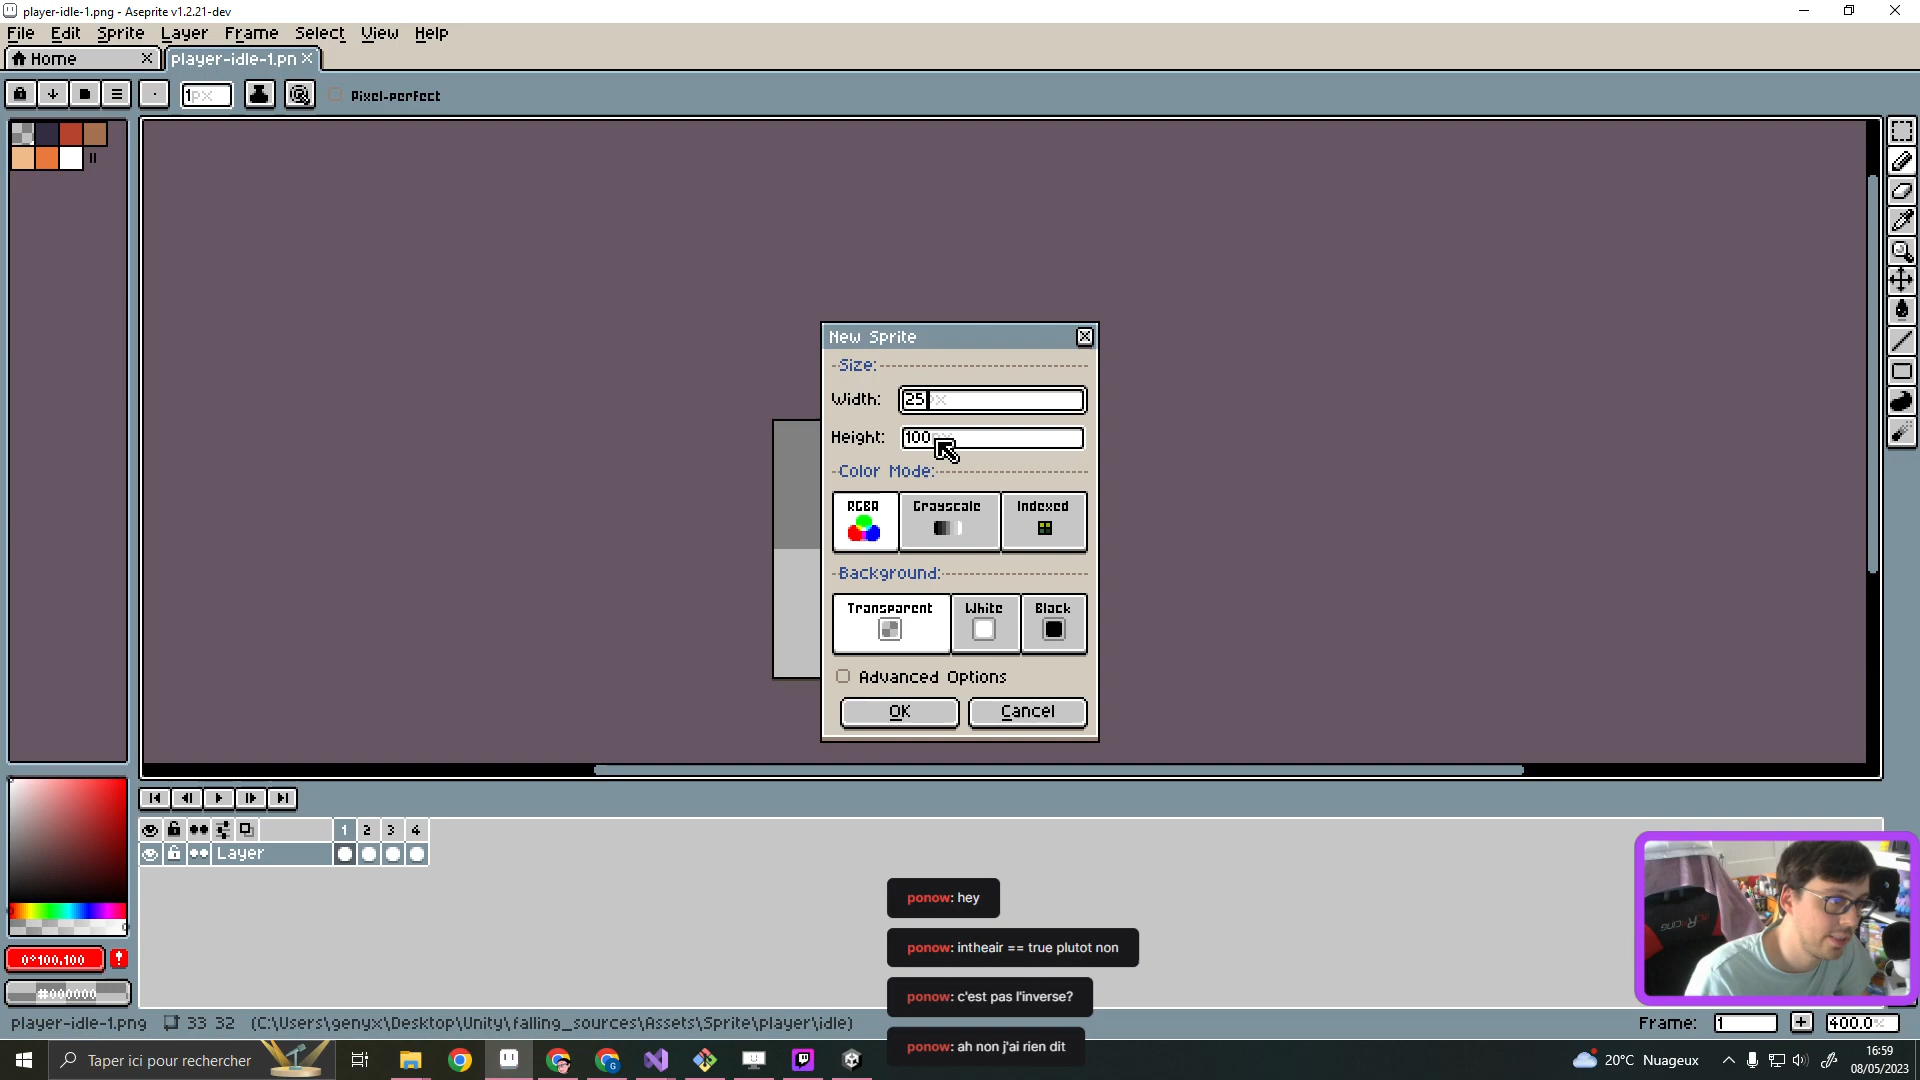 player-idle-1.png - Aseprite v1.2.21-dev
File Edit Sprite Layer Frame Select View Help
Home
player-idle-1.pn
1px
Pixel-perfect
New Sprite
Size:
Width: 25px
Height: 100
Color Mode:
RGBA Grayscale Indexed
Background:
Transparent White Black
Advanced Options
OK Cancel
1 2 3 4
Layer
ponow: hey
ponow: intheair == true plutot non
ponow: c'est pas l'inverse?
ponow: ah non j'ai rien dit
0°100,100 !
#000000
player-idle-1.png 33 32 (C:\Users\genyx\Desktop\Unity\falling_sources\Assets\Sprite\player\idle)
Frame: 1 + 400.0
Taper ici pour rechercher
20°C Nuageux
16:59
08/05/2023